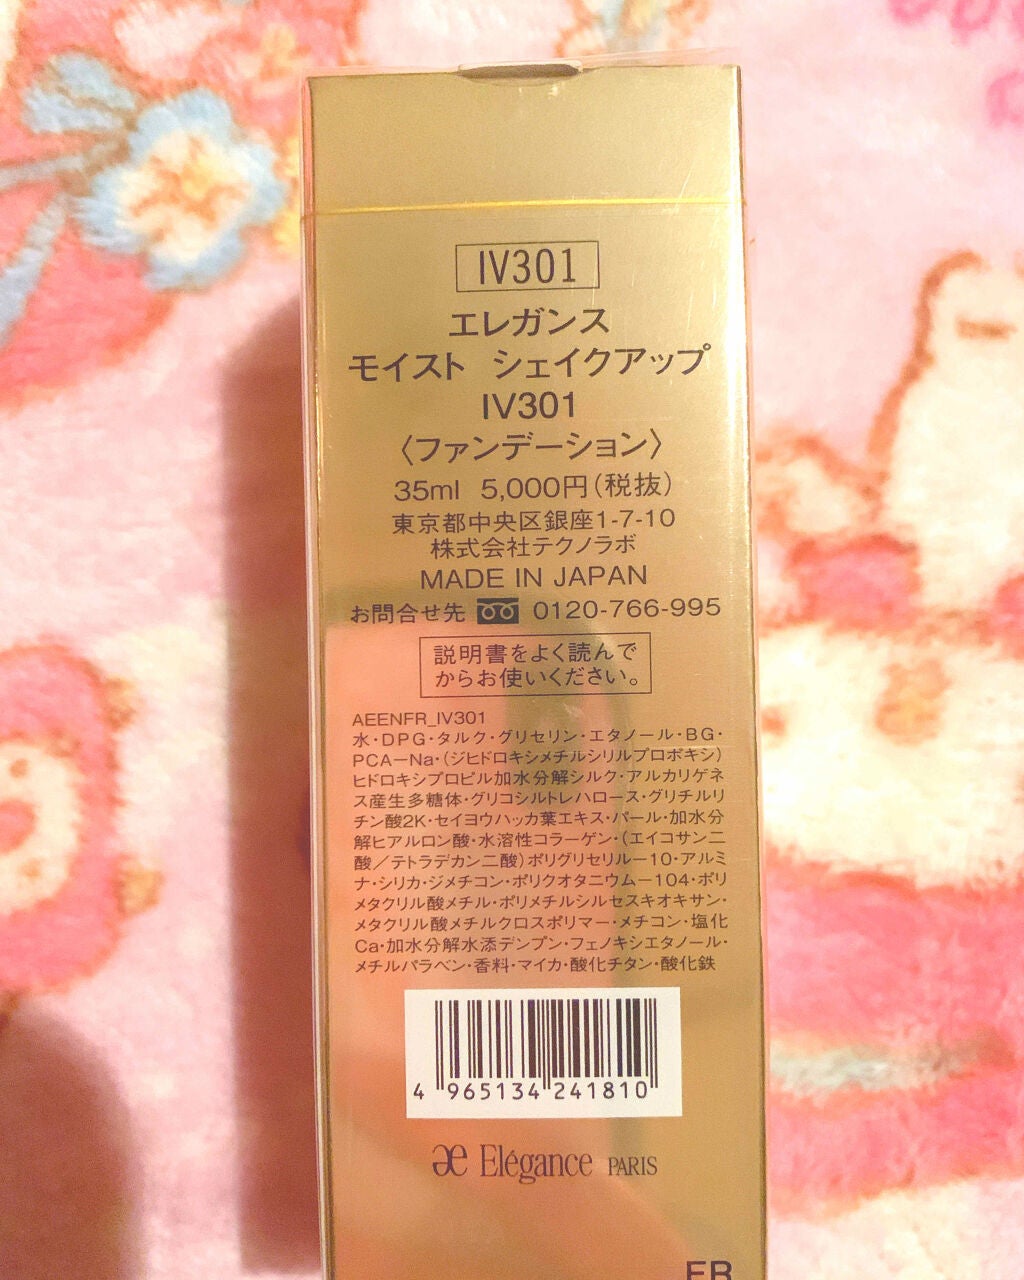 IV301
エレガンス
モイスト シェイクアップ
IV301
〈ファンデーション〉
35ml 5,000円(税抜)
東京都中央区銀座1-7-10
株式会社テクノラボ
MADE IN JAPAN
お問合せ先 0120-766-995
説明書をよく読んで
からお使いください。
AEENFR_IV301
水・DPG・タルク・グリセリン・エタノール・BG・
PCA－Na・(ジヒドロキシメチルシリルプロポキシ)
ヒドロキシプロピル加水分解シルク・アルカリゲネ
ス産生多糖体・グリコシルトレハロース・グリチルリ
チン酸2K・セイヨウハッカ葉エキス・パール・加水分
解ヒアルロン酸・水溶性コラーゲン・(エイコサン二
酸／テトラデカン二酸)ポリグリセリル－10・アルミ
ナ・シリカ・ジメチコン・ポリクオタニウム－104・ポリ
メタクリル酸メチル・ポリメチルシルセスキオキサン・
メタクリル酸メチルクロスポリマー・メチコン・塩化
Ca・加水分解水添デンプン・フェノキシエタノール・
メチルパラベン・香料・マイカ・酸化チタン・酸化鉄
4 965134 241810
æ Elégance PARIS
FR